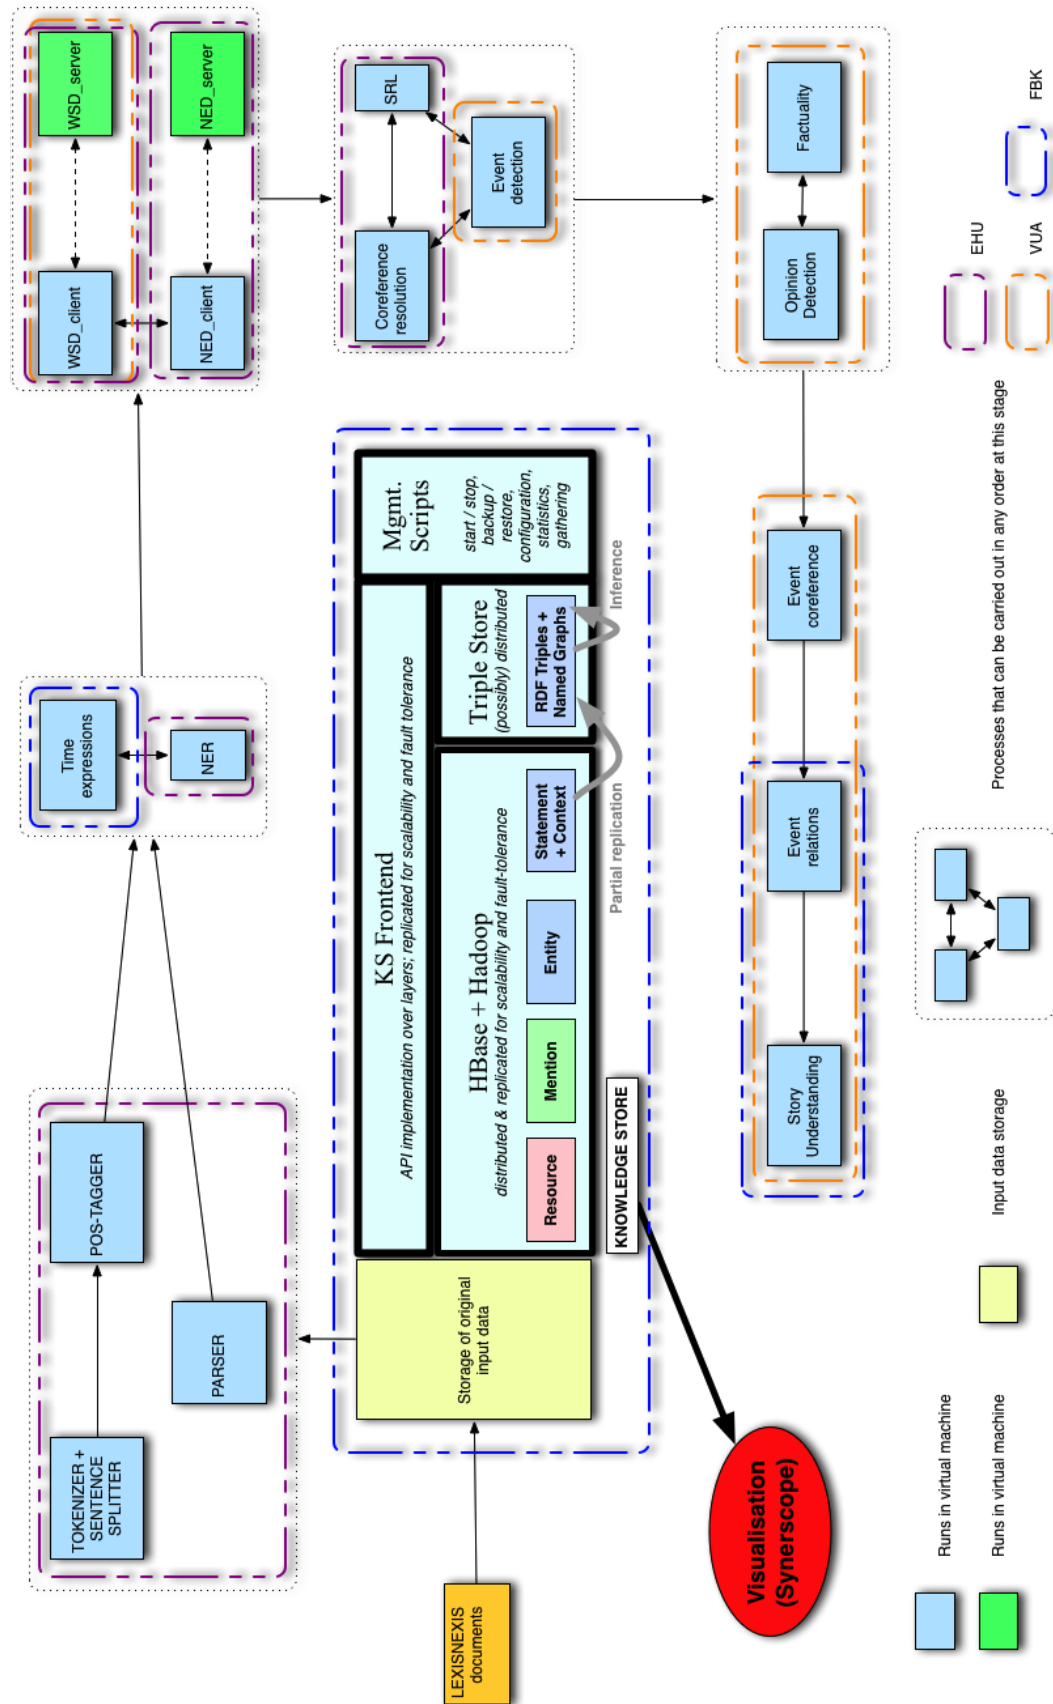 TOKENIZER +
SENTENCE
SPLITTER
POS-TAGGER
PARSER
Time
expressions
NER
WSD_client
WSD_server
NED_client
NED_server
LEXISNEXIS
documents
Storage of original
input data
KS Frontend
API implementation over layers; replicated for scalability and fault tolerance
HBase + Hadoop
distributed & replicated for scalability and fault-tolerance
Resource
Mention
Entity
Statement
+ Context
Triple Store
(possibly) distributed
RDF Triples +
Named Graphs
Mgmt.
Scripts
start / stop,
backup /
restore,
configuration,
statistics,
gathering
Partial replication
Inference
KNOWLEDGE STORE
Coreference
resolution
SRL
Event
detection
Visualisation
(Synerscope)
Story
Understanding
Event
relations
Event
coreference
Opinion
Detection
Factuality
Runs in virtual machine
Runs in virtual machine
Input data storage
Processes that can be carried out in any order at this stage
EHU
VUA
FBK